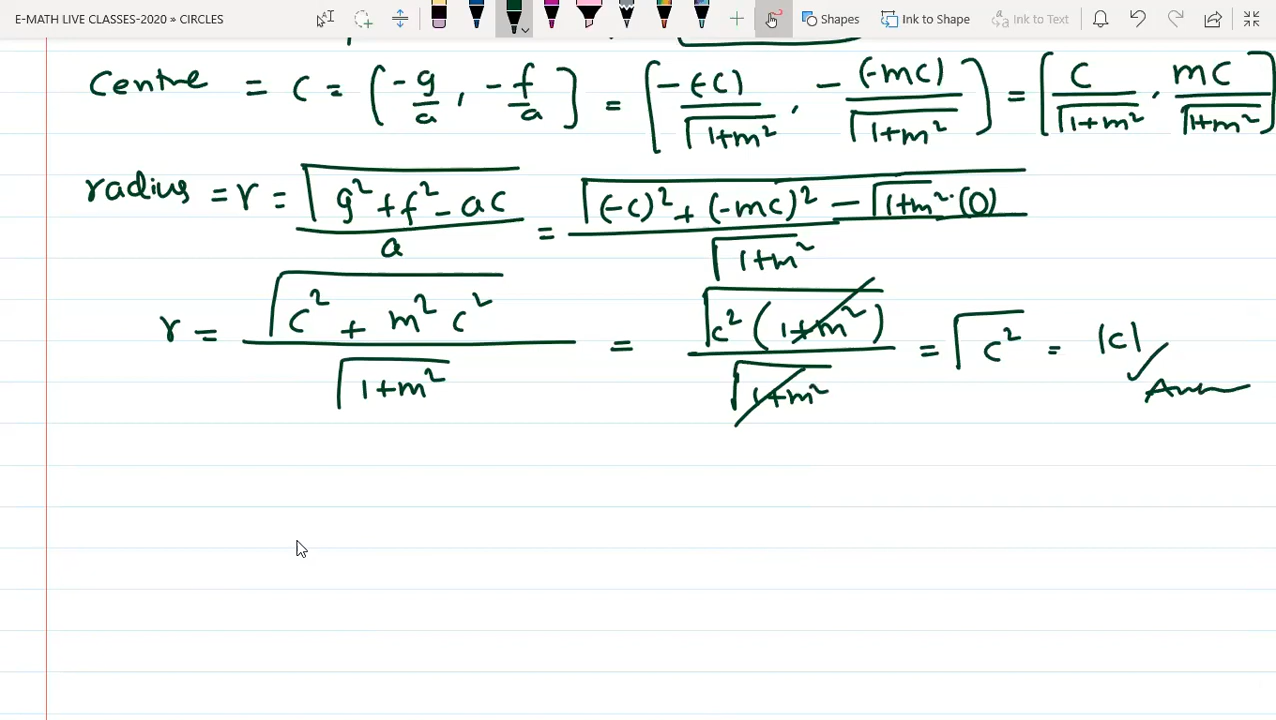 E-MATH LIVE CLASSES-2020 » CIRCLES Shapes Ink to Shape Ink to Text
Centre = C = (-g/a, -f/a) = [-(-c)/√(1+m²), -(-mc)/√(1+m²)] = [C/√(1+m²), mC/√(1+m²)]
radius = r = √(g²+f²-ac)/a = √((-c)²+(-mc)²-√(1+m²)·(0))/√(1+m²)
r = √(c²+m²c²)/√(1+m²) = √(c²(1+m²))/√(1+m²) = √c² = |c|